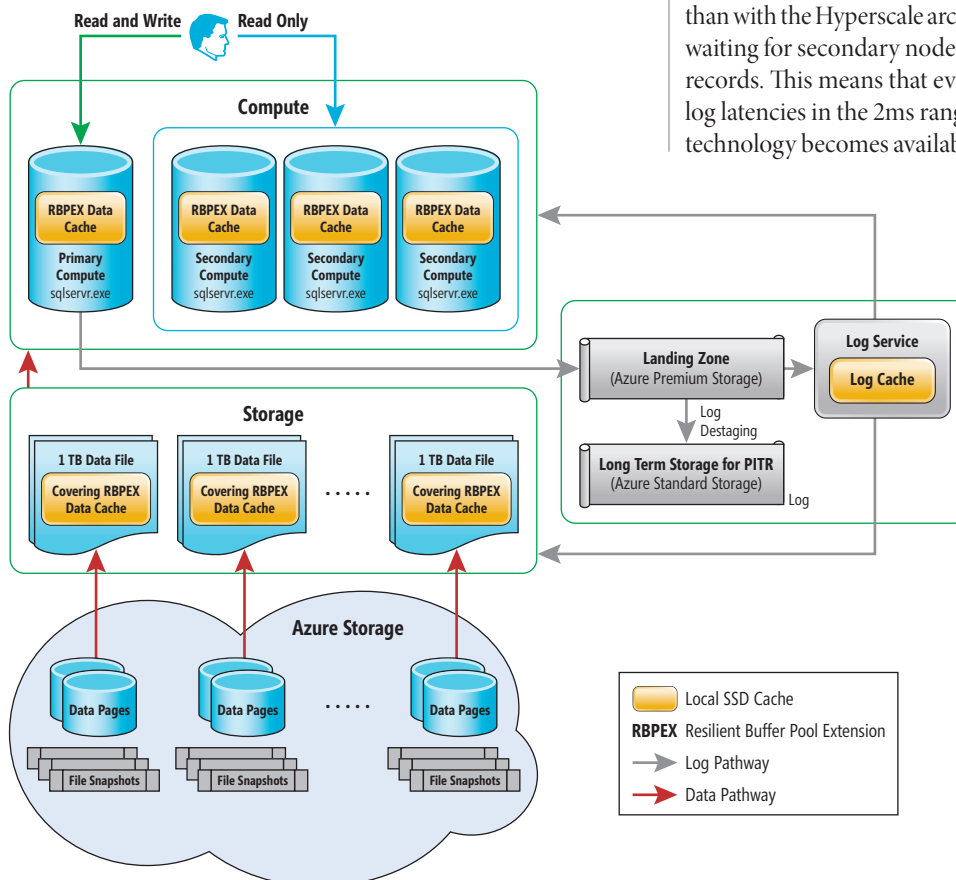 than with the Hyperscale arc
waiting for secondary node
records. This means that ev
log latencies in the 2ms rang
technology becomes availab
Read and Write
Read Only
Compute
RBPEX Data
Cache
Primary
Compute
sqlservr.exe
RBPEX Data
Cache
Secondary
Compute
sqlservr.exe
RBPEX Data
Cache
Secondary
Compute
sqlservr.exe
RBPEX Data
Cache
Secondary
Compute
sqlservr.exe
Landing Zone
(Azure Premium Storage)
Log
Destaging
Long Term Storage for PITR
(Azure Standard Storage)
Log
Log Service
Log Cache
Storage
1 TB Data File
Covering RBPEX
Data Cache
1 TB Data File
Covering RBPEX
Data Cache
.....
1 TB Data File
Covering RBPEX
Data Cache
Azure Storage
Data Pages
Data Pages
.....
Data Pages
File Snapshots
File Snapshots
File Snapshots
Local SSD Cache
RBPEX Resilient Buffer Pool Extension
Log Pathway
Data Pathway